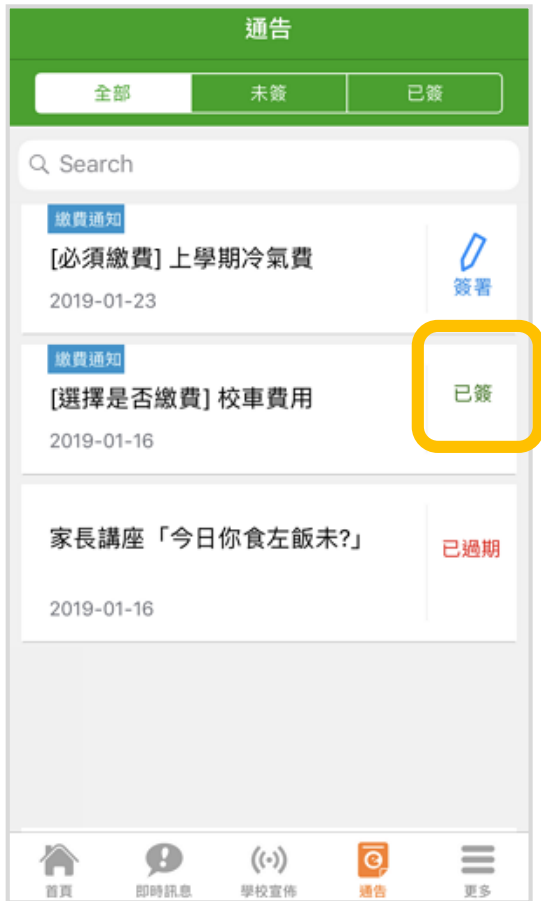 通告
全部 未簽 已簽
Search
繳費通知
[必須繳費] 上學期冷氣費
簽署
2019-01-23
繳費通知
[選擇是否繳費] 校車費用
已簽
2019-01-16
家長講座「今日你食左飯未?」
已過期
2019-01-16
首頁 即時訊息 學校宣佈 通告 更多